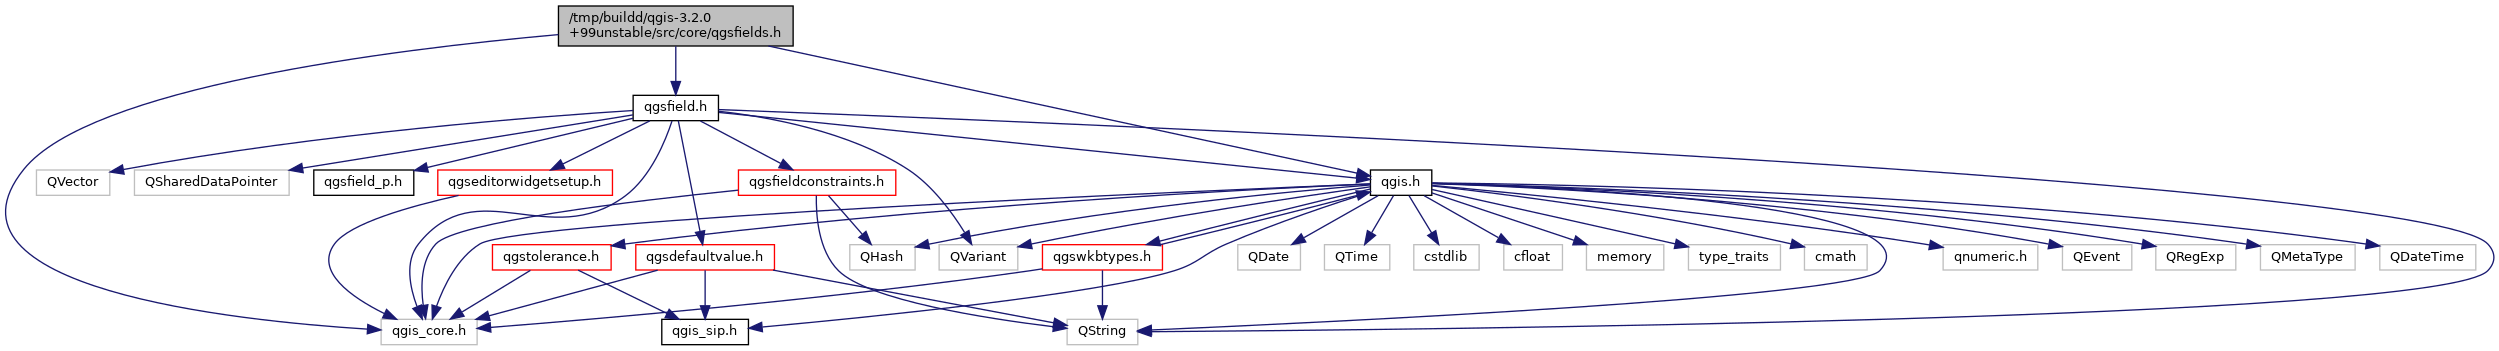 /tmp/buildd/qgis-3.2.0
+99unstable/src/core/qgsfields.h
qgsfield.h
QVector
QSharedDataPointer
qgsfield_p.h
qgseditorwidgetsetup.h
qgsfieldconstraints.h
qgis.h
qgstolerance.h
qgsdefaultvalue.h
QHash
QVariant
qgswkbtypes.h
QDate
QTime
cstdlib
cfloat
memory
type_traits
cmath
qnumeric.h
QEvent
QRegExp
QMetaType
QDateTime
qgis_core.h
qgis_sip.h
QString